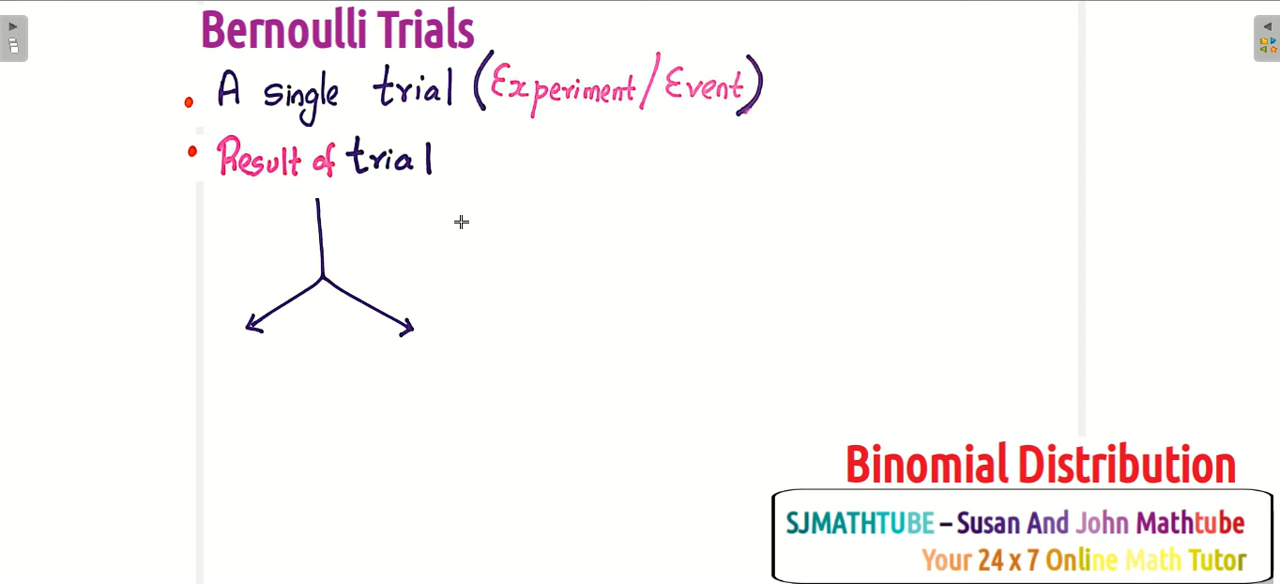 Bernoulli Trials
• A single trial (Experiment/Event)
• Result of trial
Binomial Distribution
SJMATHTUBE – Susan And John Mathtube
Your 24 x 7 Online Math Tutor